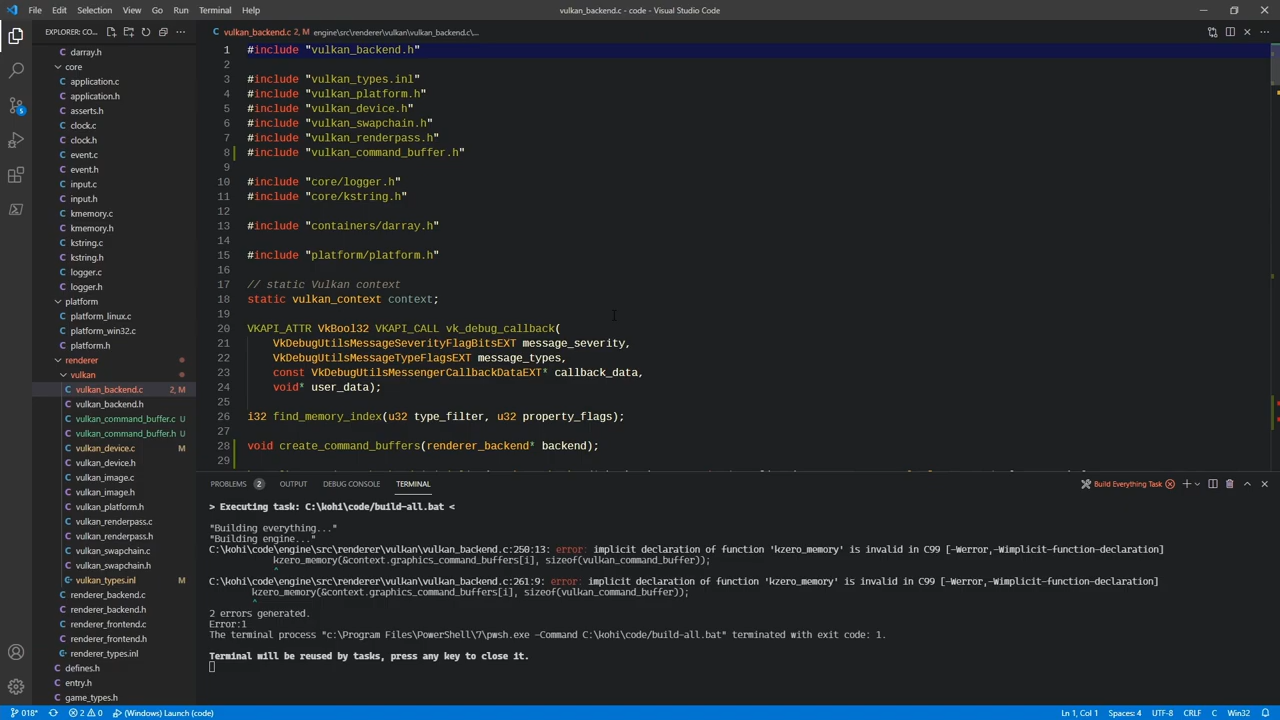 File Edit Selection View Go Run Terminal Help
vulkan_backend.c - code - Visual Studio Code
EXPLORER: CO...
darray.h
core
application.c
application.h
asserts.h
clock.c
clock.h
event.c
event.h
input.c
input.h
kmemory.c
kmemory.h
kstring.c
kstring.h
logger.c
logger.h
platform
platform_linux.c
platform_win32.c
platform.h
renderer
vulkan
vulkan_backend.c 2, M
vulkan_backend.h
vulkan_command_buffer.c U
vulkan_command_buffer.h U
vulkan_device.c M
vulkan_device.h
vulkan_image.c
vulkan_image.h
vulkan_platform.h
vulkan_renderpass.c
vulkan_renderpass.h
vulkan_swapchain.c
vulkan_swapchain.h
vulkan_types.inl M
renderer_backend.c
renderer_backend.h
renderer_frontend.c
renderer_frontend.h
renderer_types.inl
defines.h
entry.h
game_types.h
vulkan_backend.c 2, M engine\src\renderer\vulkan\vulkan_backend.c\...
1 #include "vulkan_backend.h"
2
3 #include "vulkan_types.inl"
4 #include "vulkan_platform.h"
5 #include "vulkan_device.h"
6 #include "vulkan_swapchain.h"
7 #include "vulkan_renderpass.h"
8 #include "vulkan_command_buffer.h"
9
10 #include "core/logger.h"
11 #include "core/kstring.h"
12
13 #include "containers/darray.h"
14
15 #include "platform/platform.h"
16
17 // static Vulkan context
18 static vulkan_context context;
19
20 VKAPI_ATTR VkBool32 VKAPI_CALL vk_debug_callback(
21 VkDebugUtilsMessageSeverityFlagBitsEXT message_severity,
22 VkDebugUtilsMessageTypeFlagsEXT message_types,
23 const VkDebugUtilsMessengerCallbackDataEXT* callback_data,
24 void* user_data);
25
26 i32 find_memory_index(u32 type_filter, u32 property_flags);
27
28 void create_command_buffers(renderer_backend* backend);
29
PROBLEMS 2 OUTPUT DEBUG CONSOLE TERMINAL
Build Everything Task
> Executing task: C:\kohi\code/build-all.bat <
"Building everything..."
"Building engine..."
C:\kohi\code\engine\src\renderer\vulkan\vulkan_backend.c:250:13: error: implicit declaration of function 'kzero_memory' is invalid in C99 [-Werror,-Wimplicit-function-declaration]
kzero_memory(&context.graphics_command_buffers[i], sizeof(vulkan_command_buffer));
^
C:\kohi\code\engine\src\renderer\vulkan\vulkan_backend.c:261:9: error: implicit declaration of function 'kzero_memory' is invalid in C99 [-Werror,-Wimplicit-function-declaration]
kzero_memory(&context.graphics_command_buffers[i], sizeof(vulkan_command_buffer));
^
2 errors generated.
Error:1
The terminal process "c:\Program Files\PowerShell\7\pwsh.exe -Command C:\kohi\code/build-all.bat" terminated with exit code: 1.
Terminal will be reused by tasks, press any key to close it.
018* 2 0 (Windows) Launch (code)
Ln 1, Col 1 Spaces: 4 UTF-8 CRLF C Win32